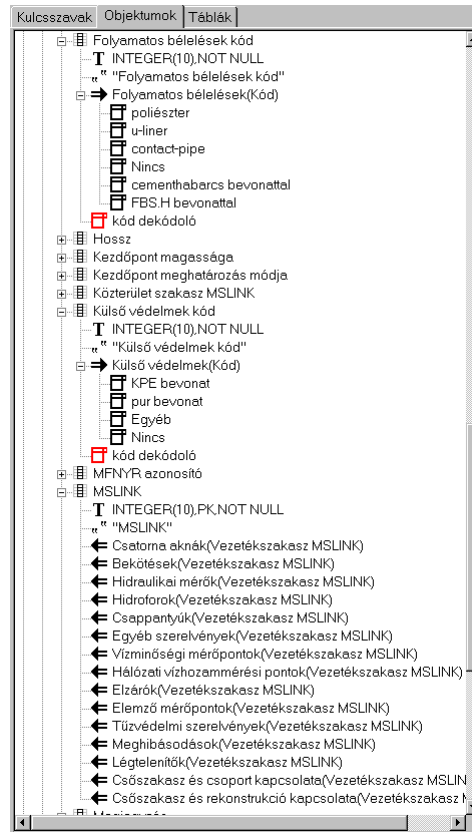 Kulcsszavak Objektumok Táblák
Folyamatos bélelések kód
T INTEGER(10),NOT NULL
"Folyamatos bélelések kód"
Folyamatos bélelések(Kód)
poliészter
u-liner
contact-pipe
Nincs
cementhabarcs bevonattal
FBS.H bevonattal
kód dekódoló
Hossz
Kezdőpont magassága
Kezdőpont meghatározás módja
Közterület szakasz MSLINK
Külső védelmek kód
T INTEGER(10),NOT NULL
"Külső védelmek kód"
Külső védelmek(Kód)
KPE bevonat
pur bevonat
Egyéb
Nincs
kód dekódoló
MFNYR azonosító
MSLINK
T INTEGER(10),PK,NOT NULL
"MSLINK"
Csatorna aknák(Vezetékszakasz MSLINK)
Bekötések(Vezetékszakasz MSLINK)
Hidraulikai mérők(Vezetékszakasz MSLINK)
Hidroforok(Vezetékszakasz MSLINK)
Csappantyúk(Vezetékszakasz MSLINK)
Egyéb szerelvények(Vezetékszakasz MSLINK)
Vízminőségi mérőpontok(Vezetékszakasz MSLINK)
Hálózati vízhozammérési pontok(Vezetékszakasz MSLINK)
Elzárók(Vezetékszakasz MSLINK)
Elemző mérőpontok(Vezetékszakasz MSLINK)
Tűzvédelmi szerelvények(Vezetékszakasz MSLINK)
Meghibásodások(Vezetékszakasz MSLINK)
Légtelenítők(Vezetékszakasz MSLINK)
Csőszakasz és csoport kapcsolata(Vezetékszakasz MSLIN
Csőszakasz és rekonstrukció kapcsolata(Vezetékszakasz